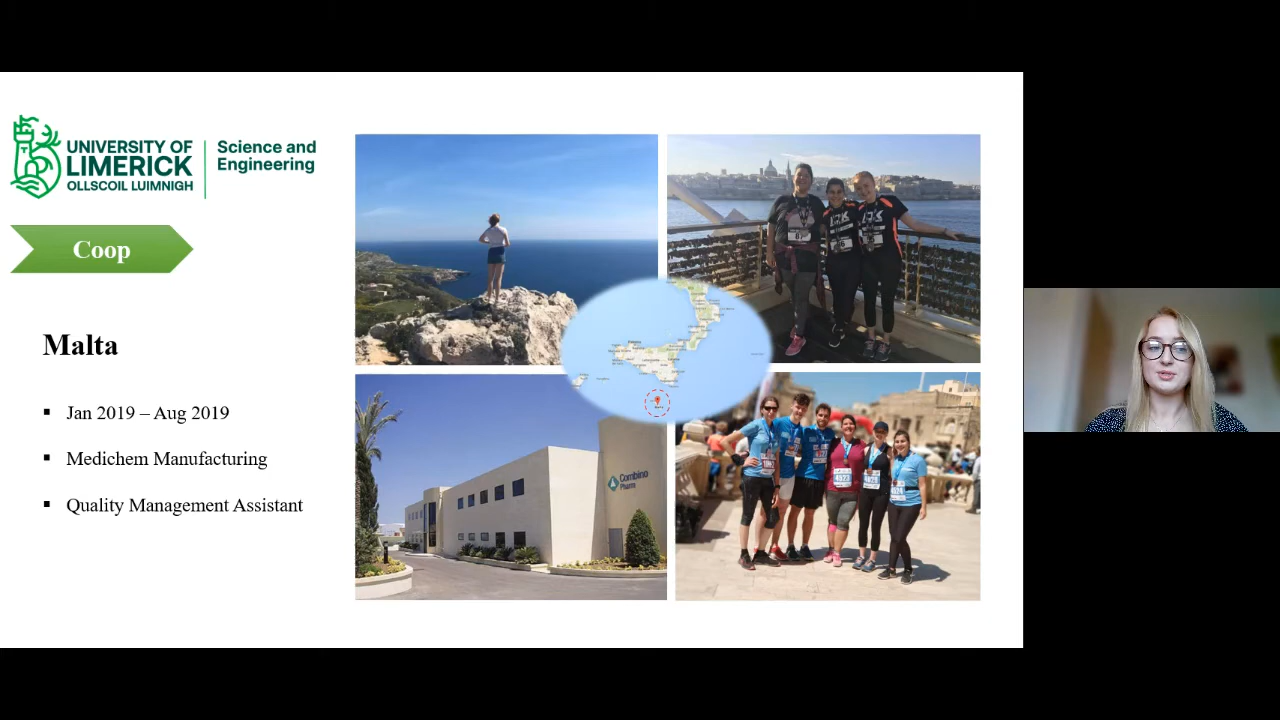 UNIVERSITY OF
LIMERICK
OLLSCOIL LUIMNIGH
Science and
Engineering
Coop
Malta
Jan 2019 – Aug 2019
Medichem Manufacturing
Quality Management Assistant
Combino
Pharm